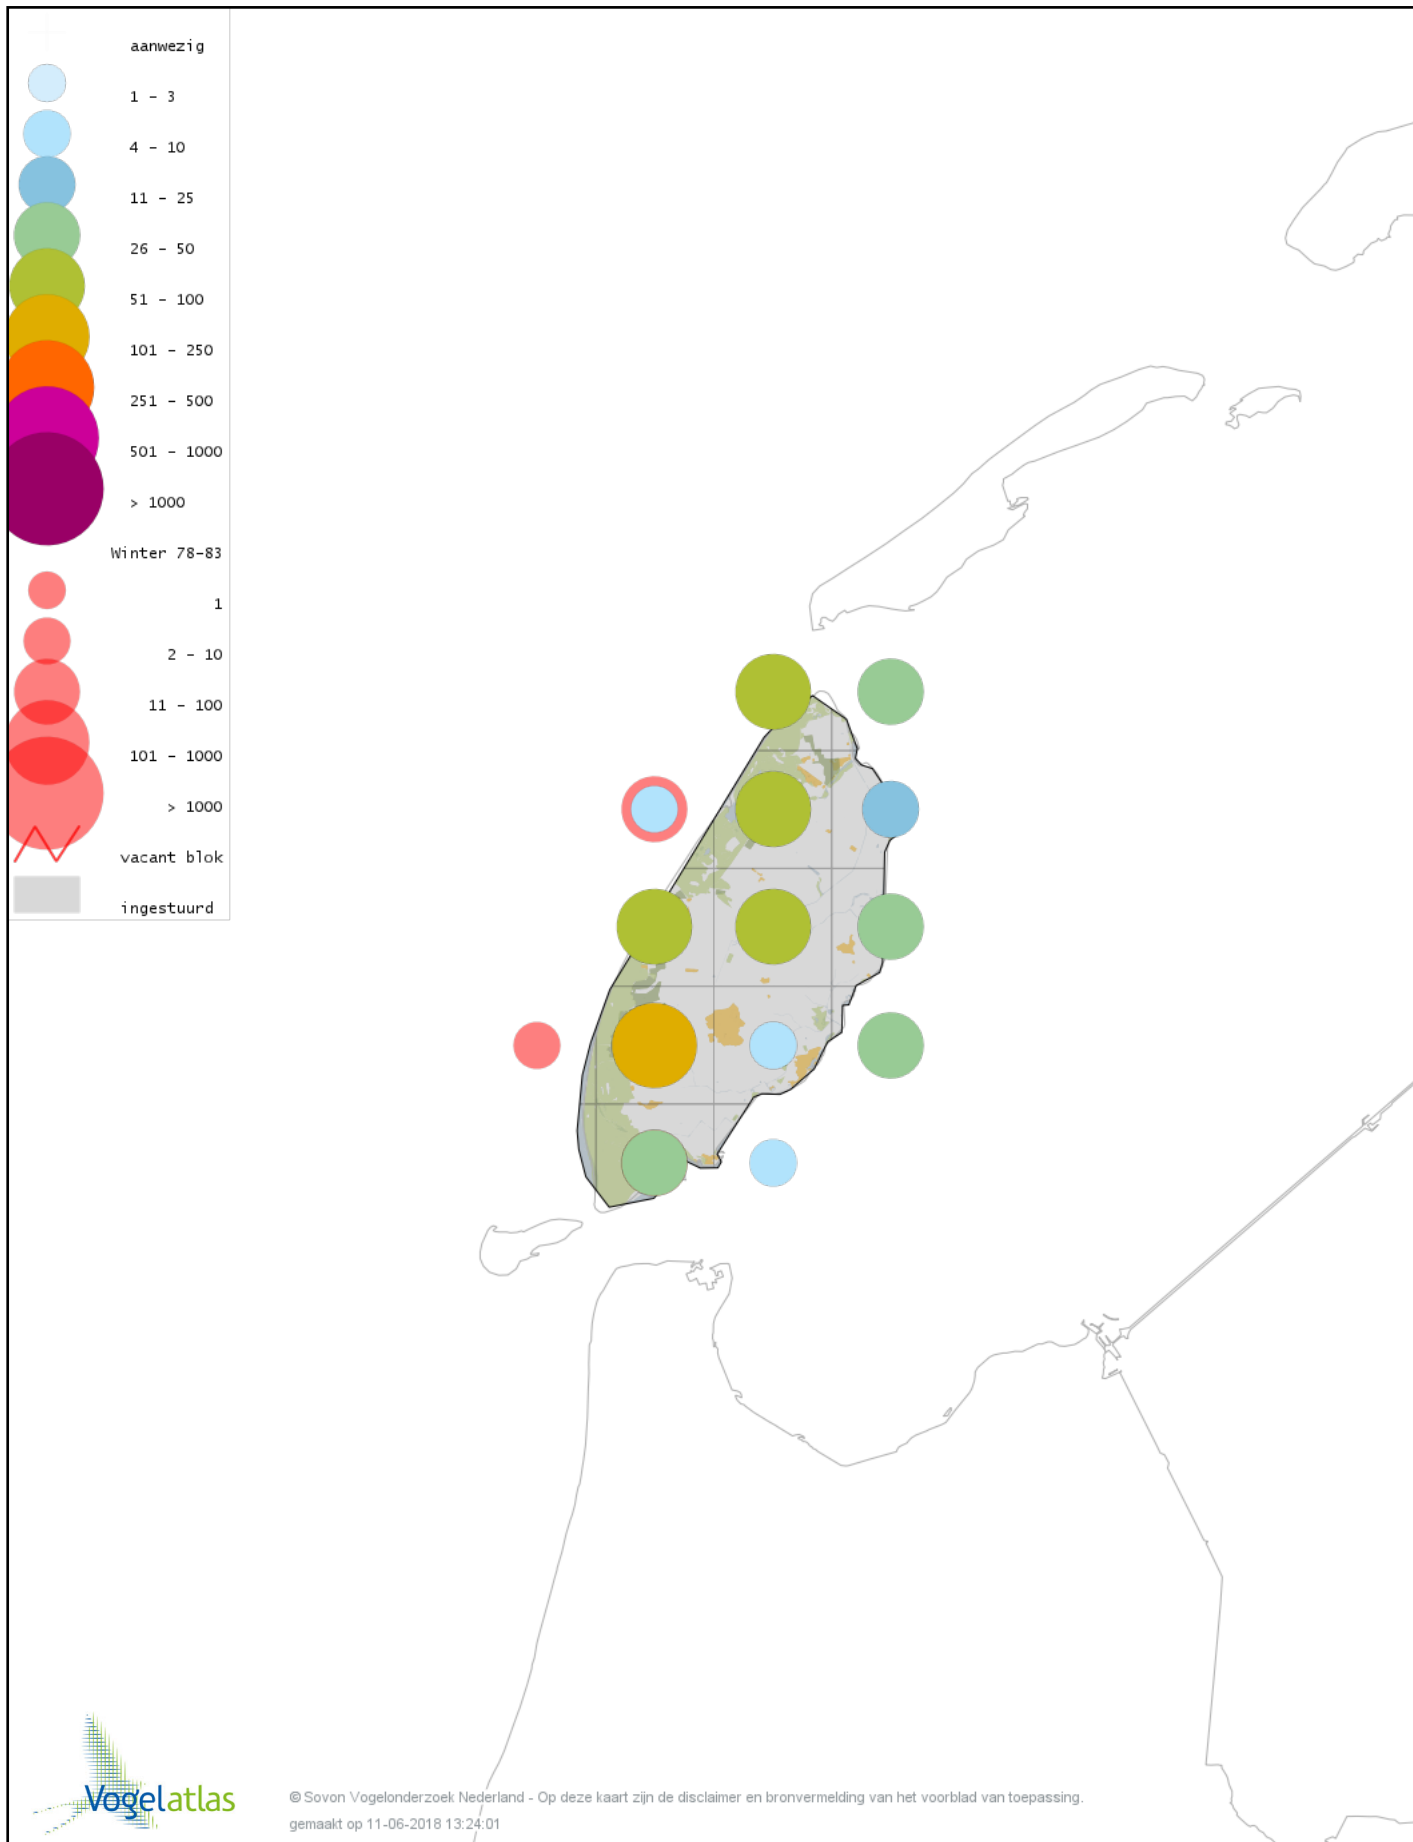 aanwezig
1 - 3
4 - 10
11 - 25
26 - 50
51 - 100
101 - 250
251 - 500
501 - 1000
> 1000
Winter 78-83
1
2 - 10
11 - 100
101 - 1000
> 1000
vacant blok
ingestuurd
Vogelatlas
© Sovon Vogelonderzoek Nederland - Op deze kaart zijn de disclaimer en bronvermelding van het voorblad van toepassing.
gemaakt op 11-06-2018 13:24:01